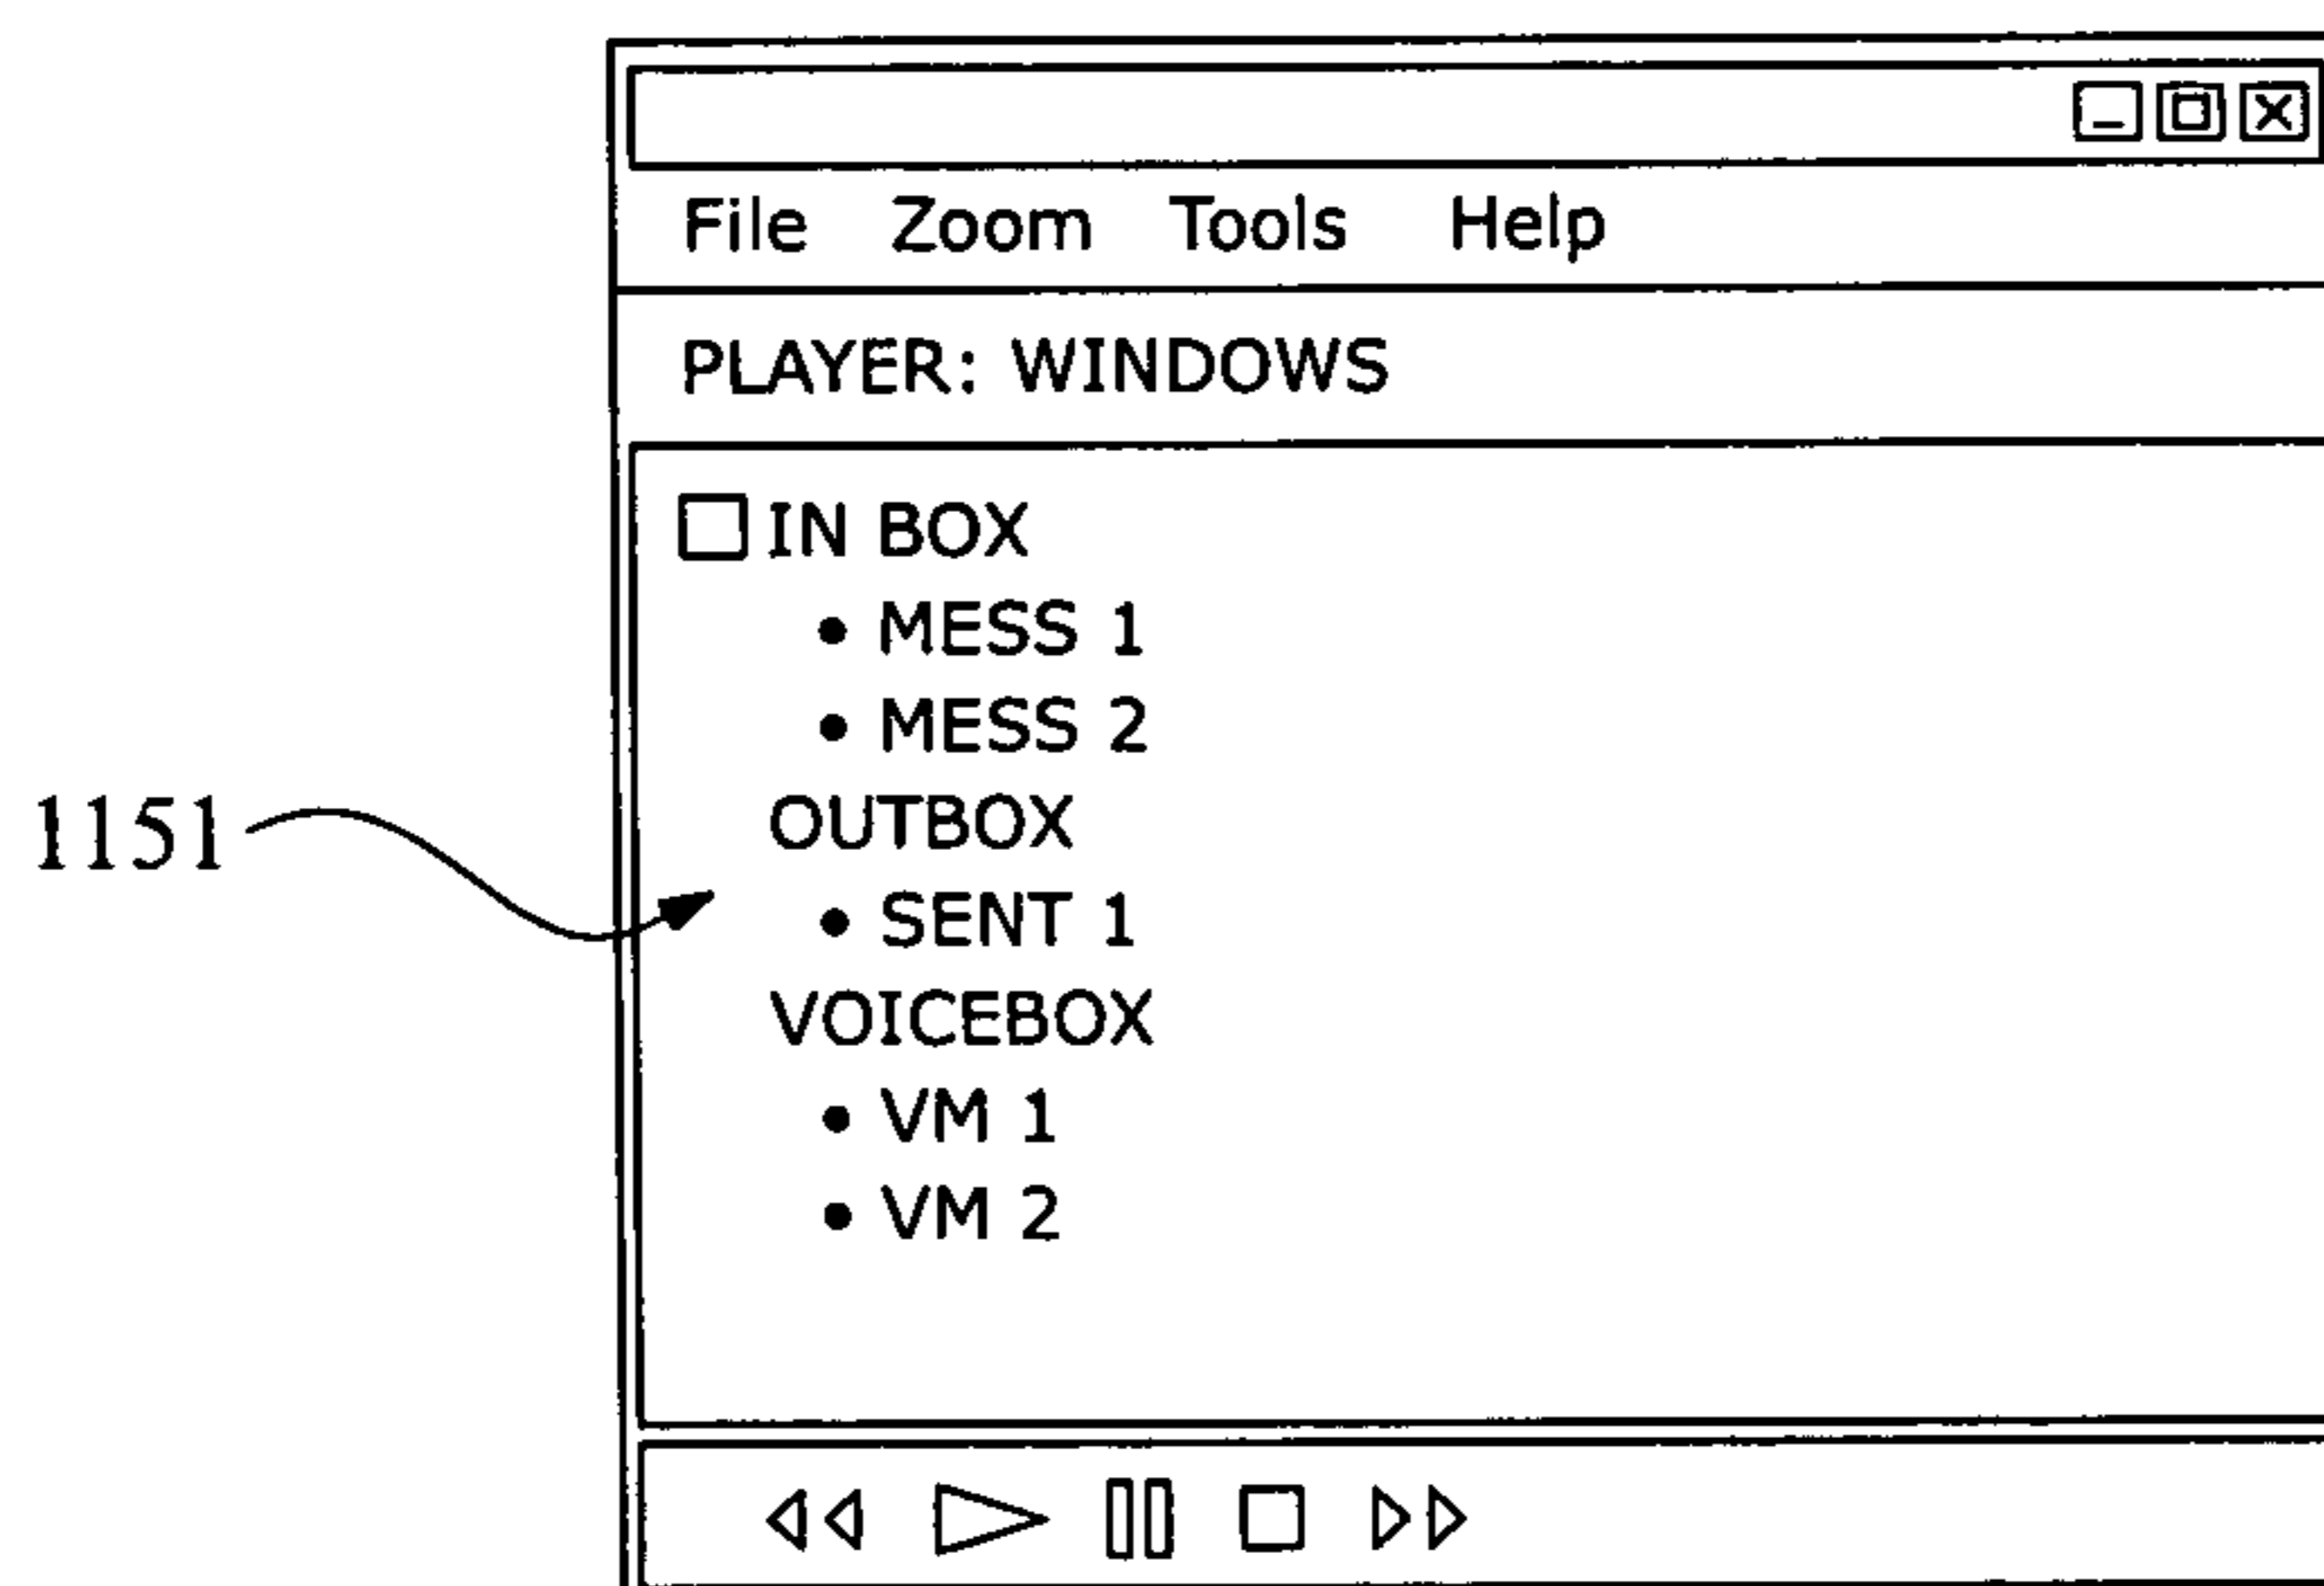 File Zoom Tools Help
PLAYER: WINDOWS
IN BOX
• MESS 1
• MESS 2
OUTBOX
1151
• SENT 1
VOICEBOX
• VM 1
• VM 2